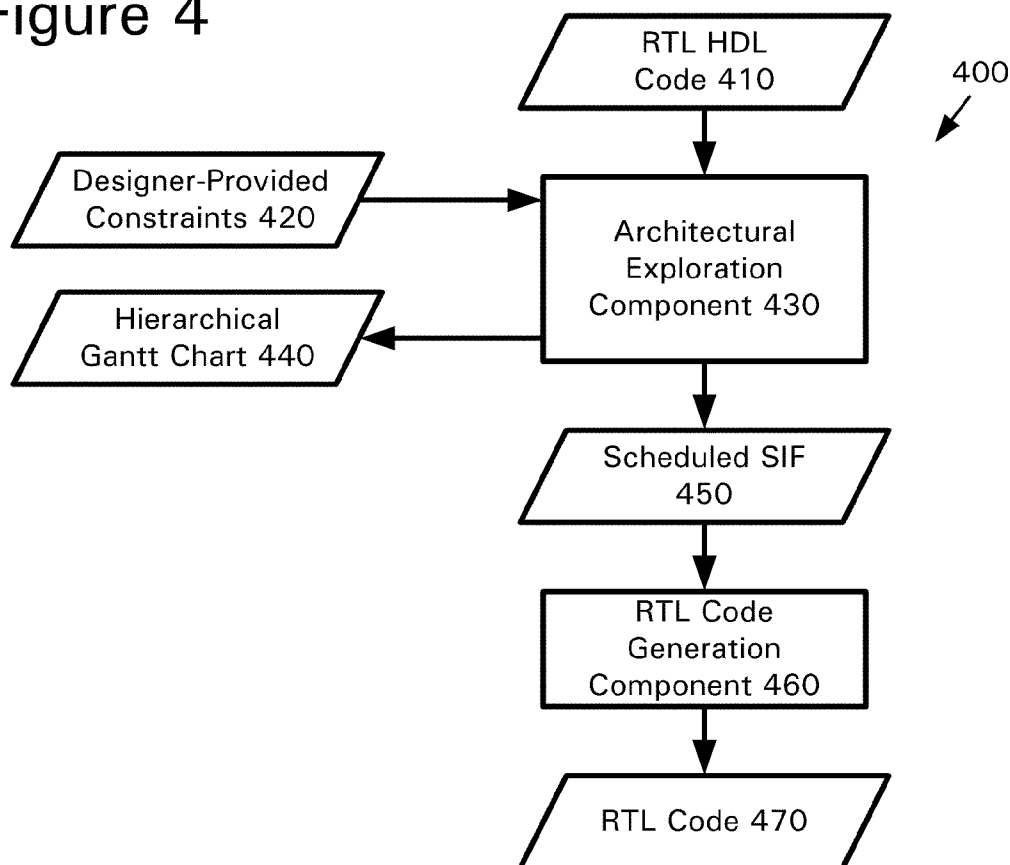 Figure 4
RTL HDL
Code 410
400
Designer-Provided
Constraints 420
Architectural
Exploration
Component 430
Hierarchical
Gantt Chart 440
Scheduled SIF
450
RTL Code
Generation
Component 460
RTL Code 470